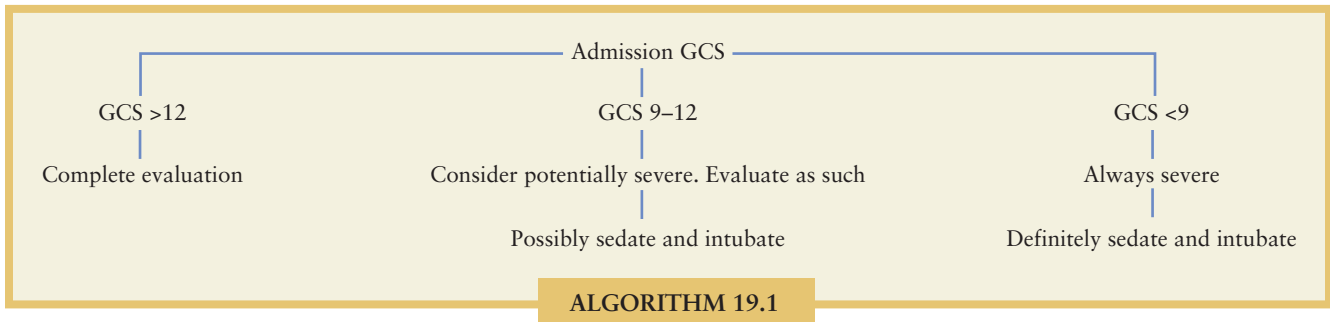 Admission GCS
GCS >12
GCS 9–12
GCS <9
Complete evaluation
Consider potentially severe. Evaluate as such
Always severe
Possibly sedate and intubate
Definitely sedate and intubate
ALGORITHM 19.1